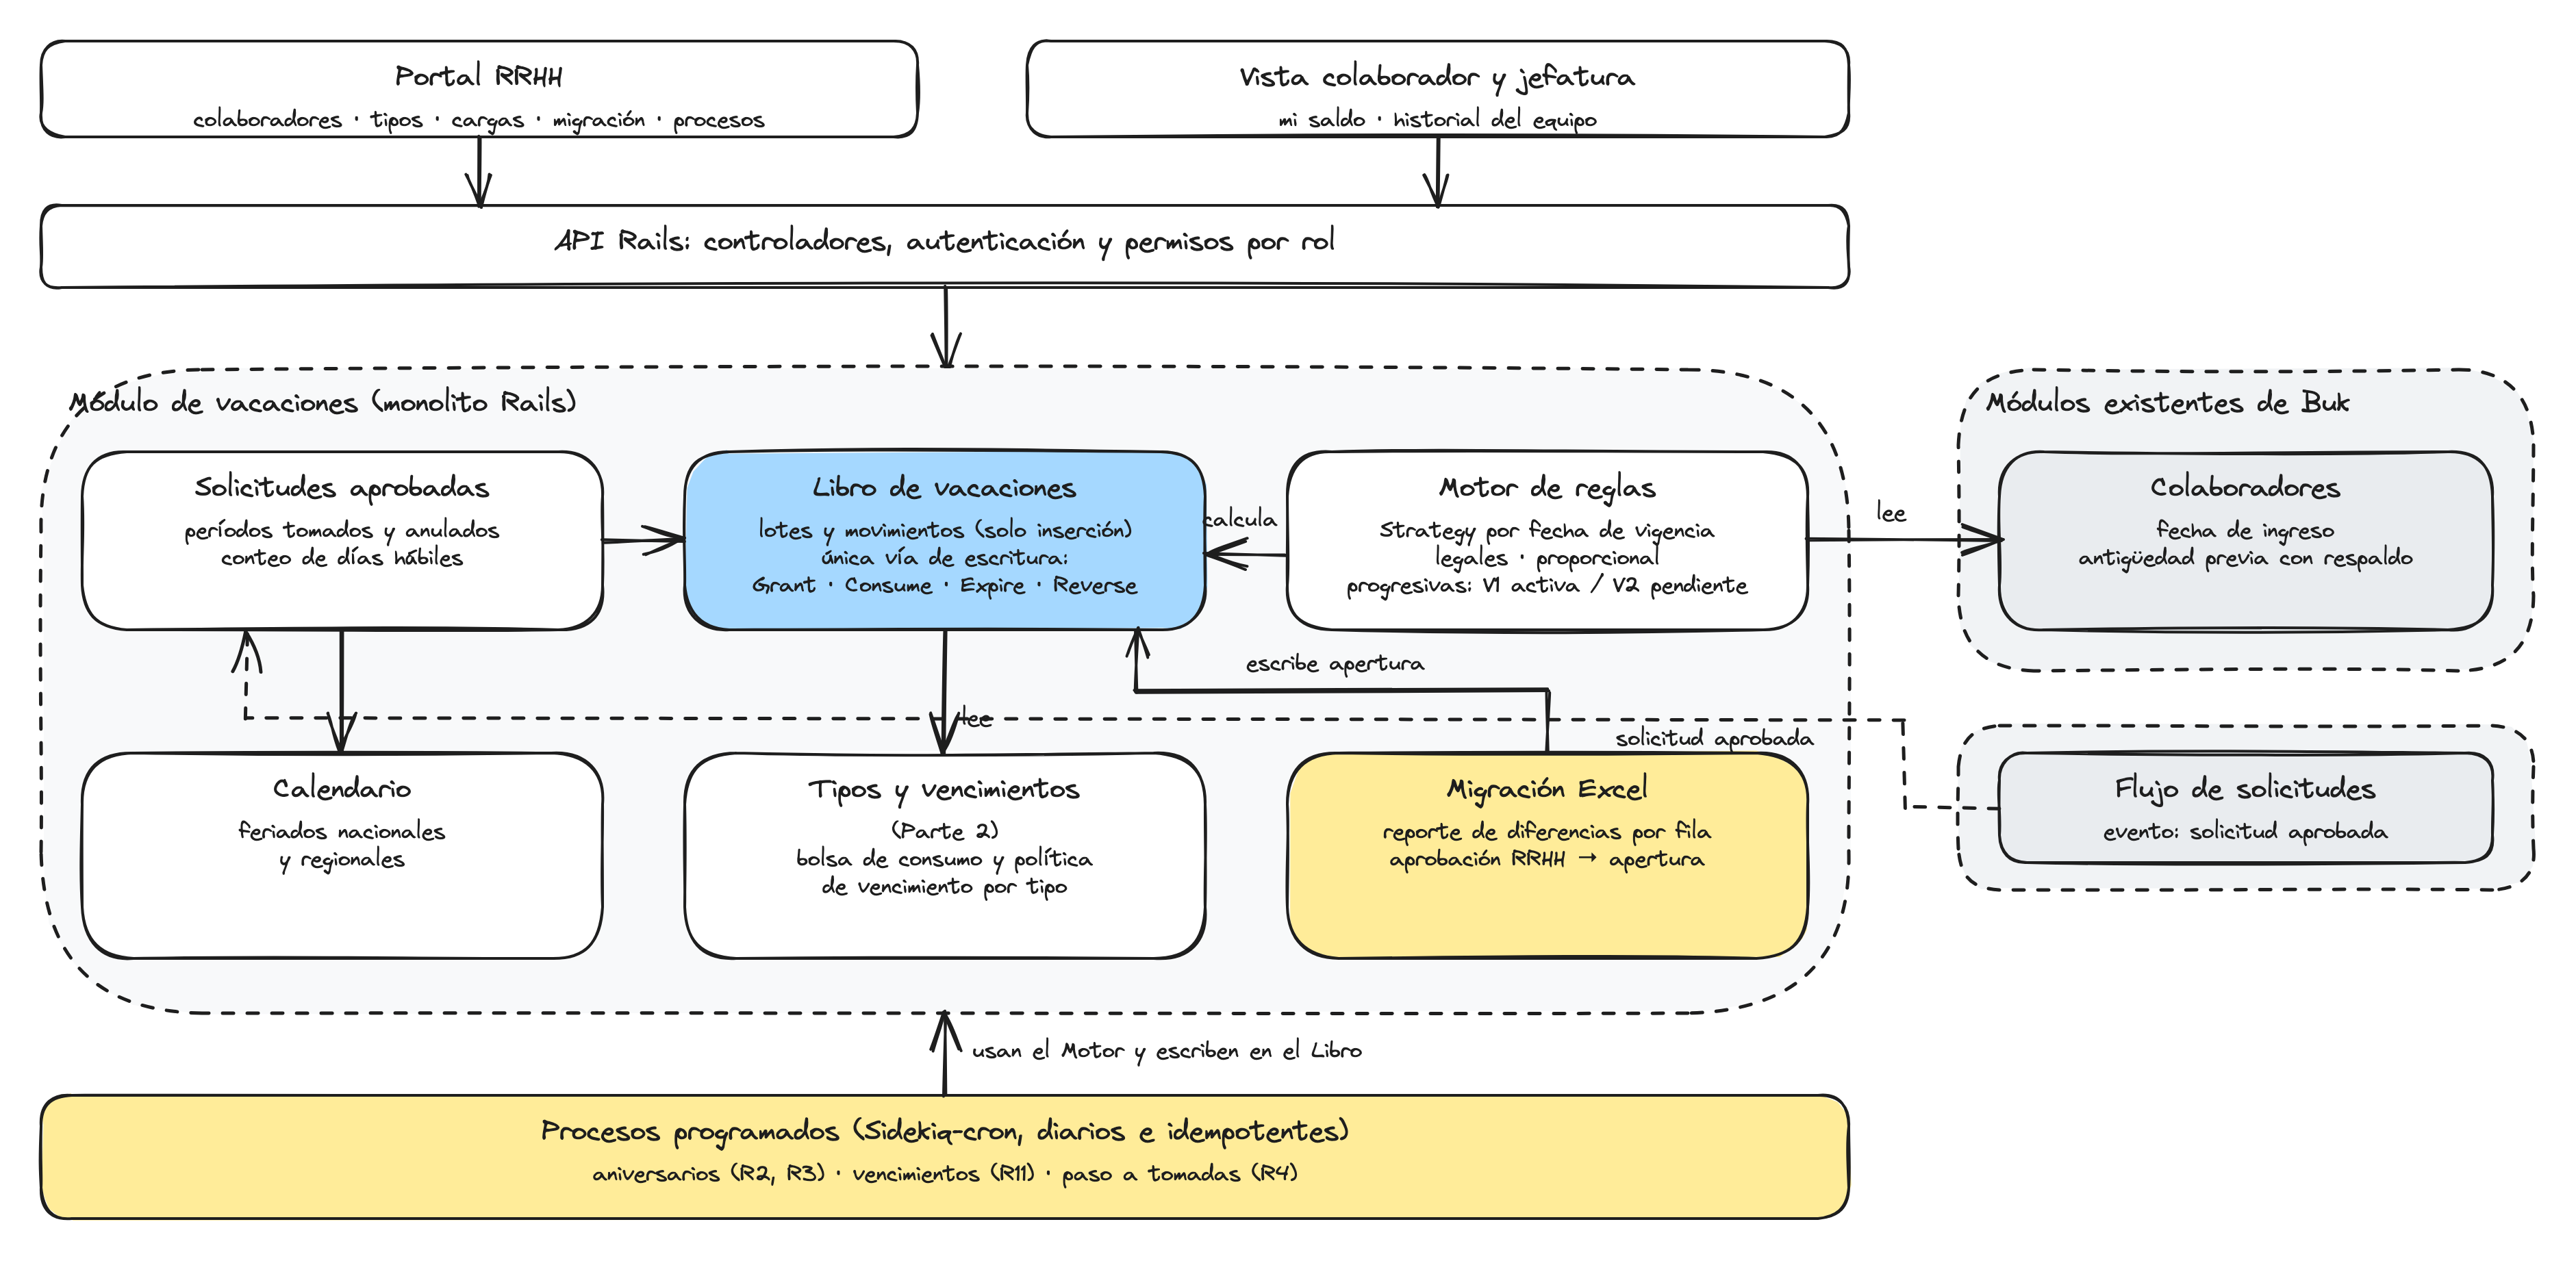 Portal RRHH
colaboradores · tipos · cargas · migración · procesos
Vista colaborador y jefatura
mi saldo · historial del equipo
API Rails: controladores, autenticación y permisos por rol
Módulo de vacaciones (monolito Rails)
Solicitudes aprobadas
períodos tomados y anulados
conteo de días hábiles
Libro de vacaciones
lotes y movimientos (solo inserción)
única vía de escritura:
Grant · Consume · Expire · Reverse
calcula
Motor de reglas
Strategy por fecha de vigencia
legales · proporcional
progresivas: V1 activa / V2 pendiente
lee
Módulos existentes de Buk
Colaboradores
fecha de ingreso
antigüedad previa con respaldo
escribe apertura
lee
solicitud aprobada
Calendario
feriados nacionales
y regionales
Tipos y vencimientos
(Parte 2)
bolsa de consumo y política
de vencimiento por tipo
Migración Excel
reporte de diferencias por fila
aprobación RRHH → apertura
Flujo de solicitudes
evento: solicitud aprobada
usan el Motor y escriben en el Libro
Procesos programados (Sidekiq-cron, diarios e idempotentes)
aniversarios (R2, R3) · vencimientos (R11) · paso a tomadas (R4)